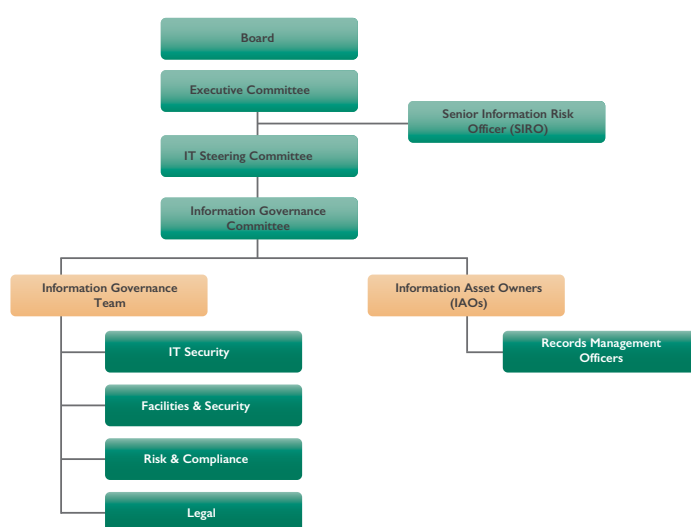 Board
Executive Committee
Senior Information Risk
Officer (SIRO)
IT Steering Committee
Information Governance
Committee
Information Governance
Team
Information Asset Owners
(IAOs)
IT Security
Records Management
Officers
Facilities & Security
Risk & Compliance
Legal